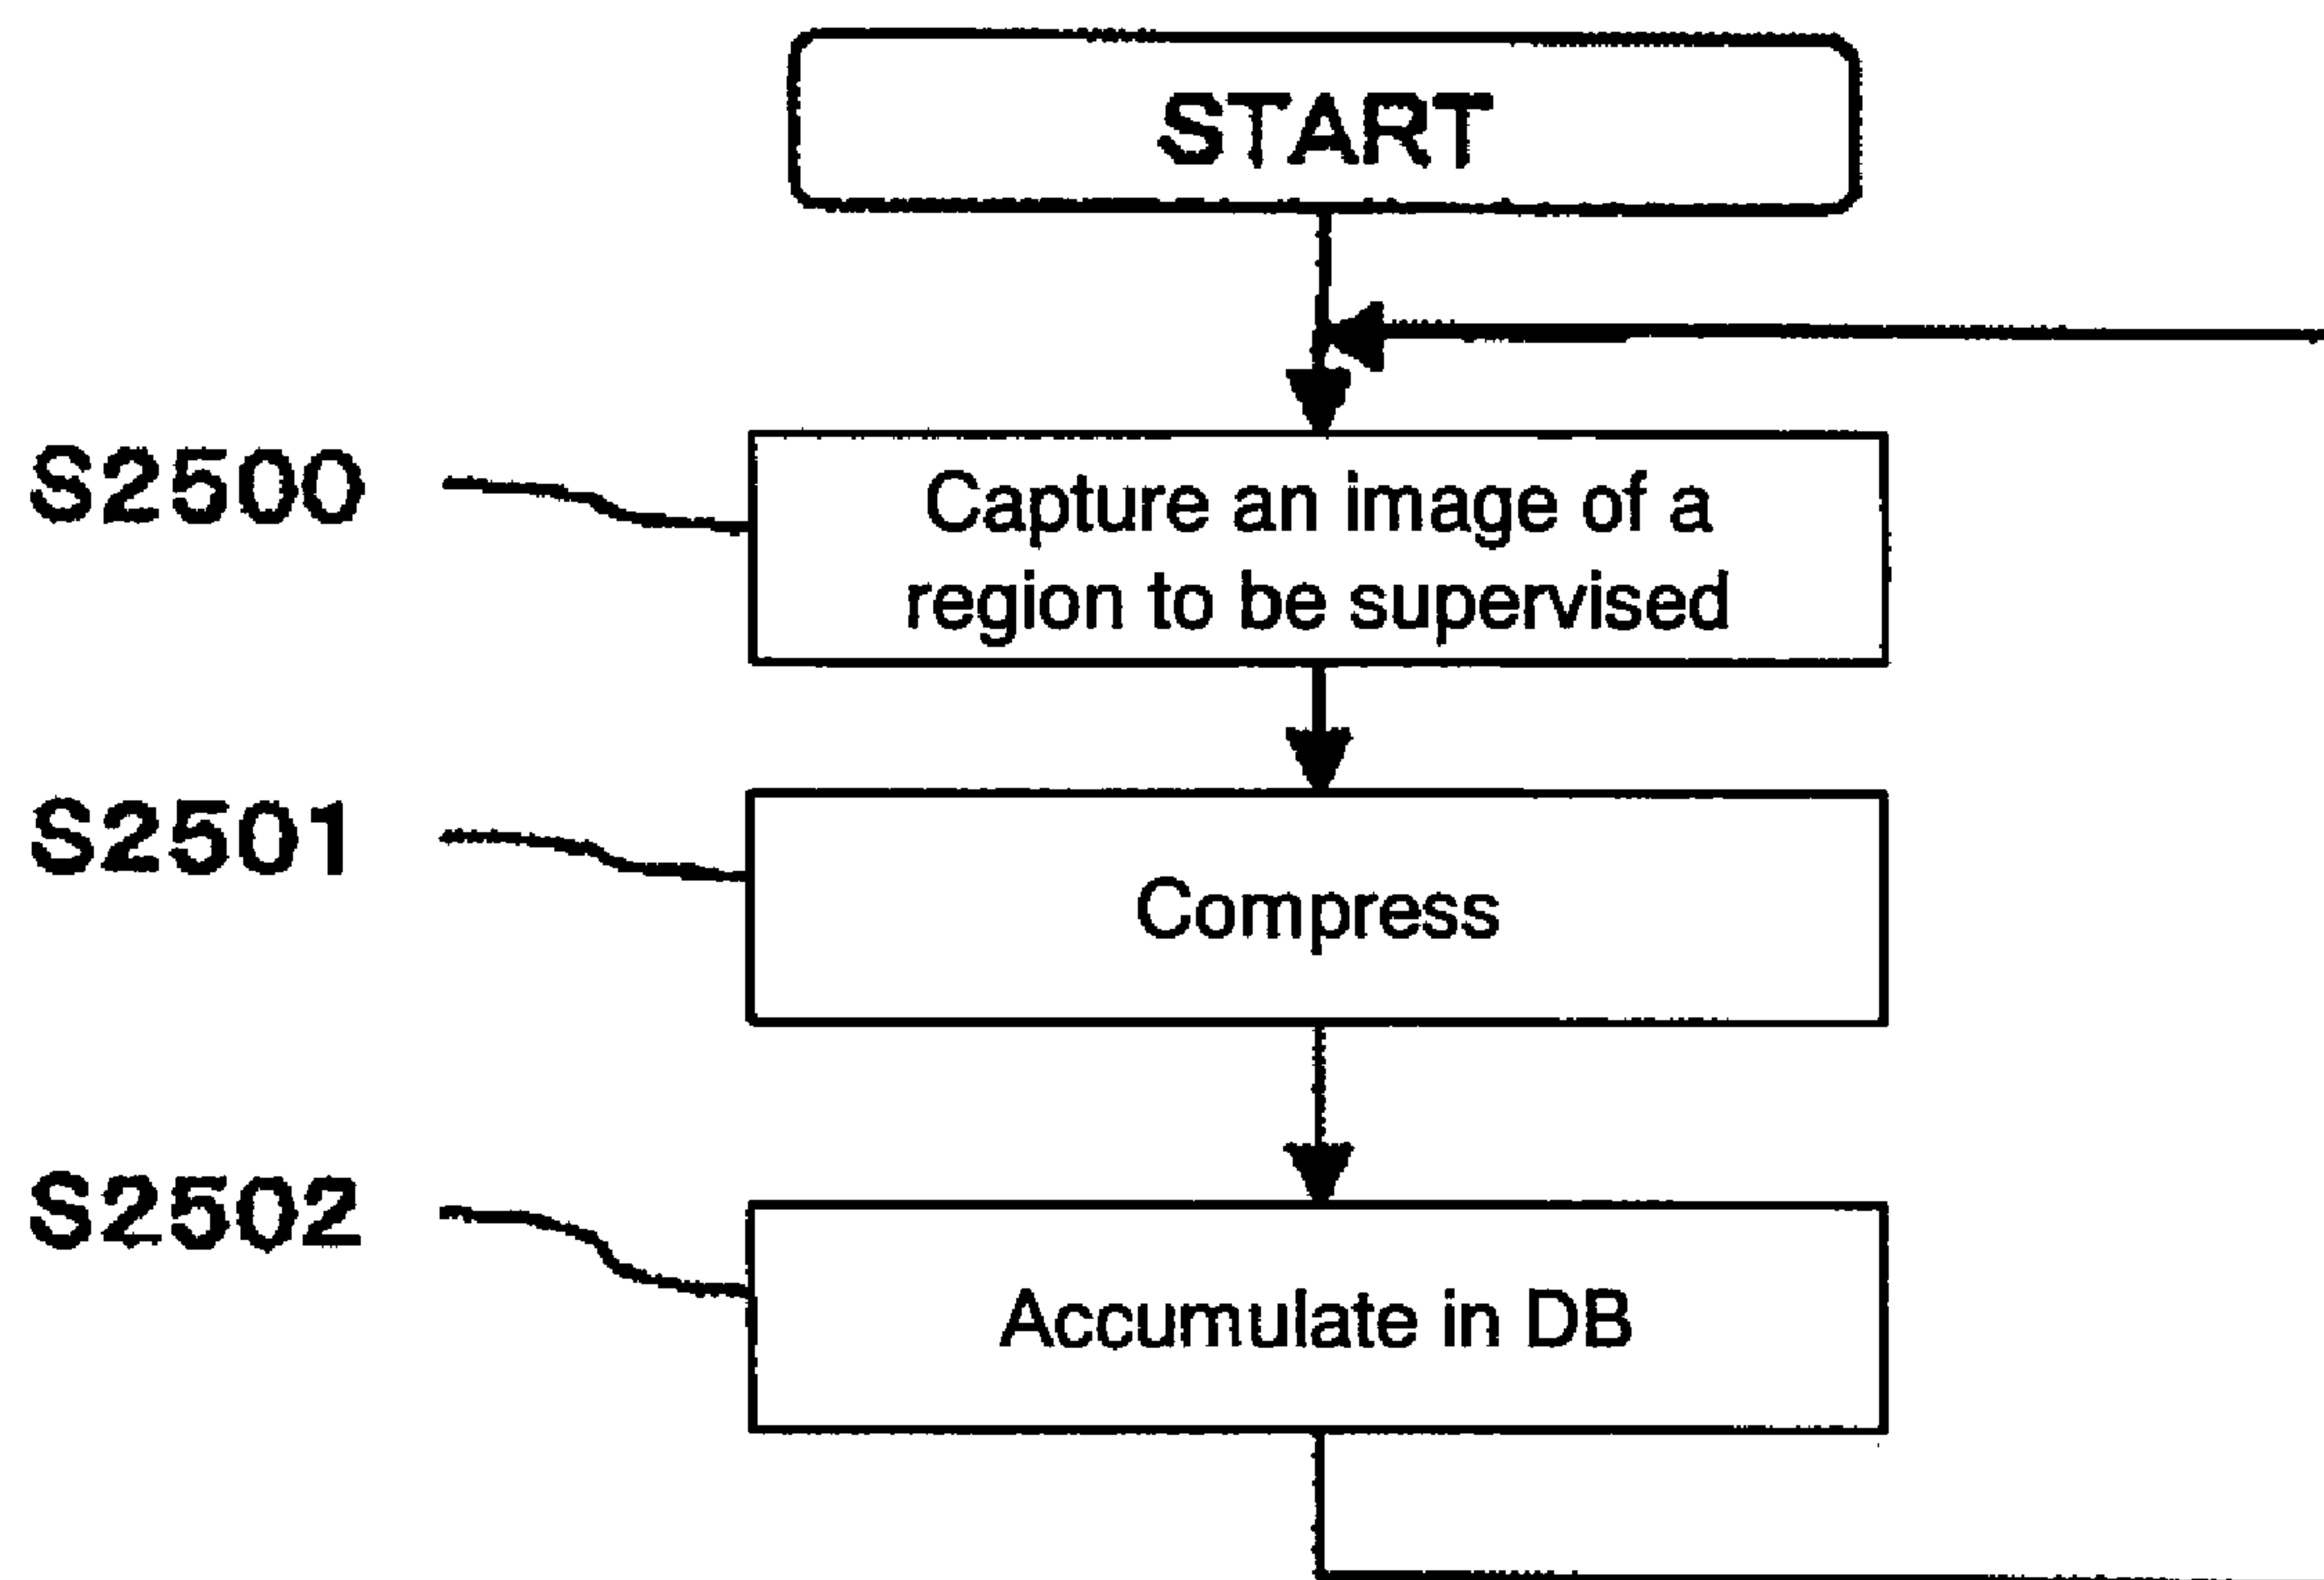 START
S2500
Capture an image of a
region to be supervised
S2501
Compress
S2502
Accumulate in DB